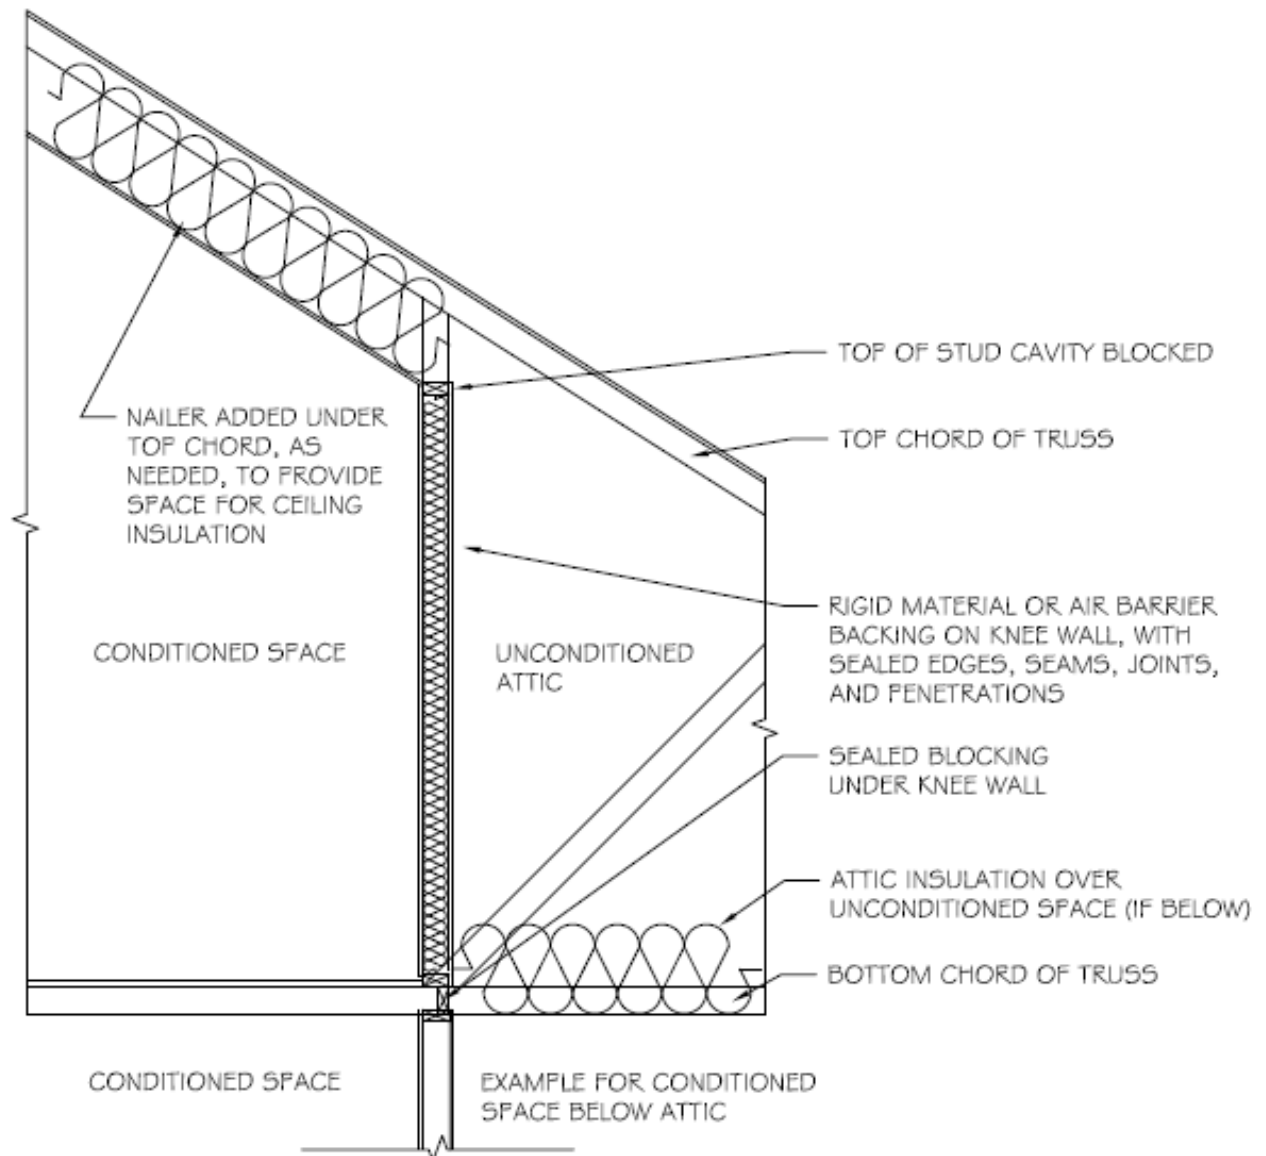 TOP OF STUD CAVITY BLOCKED
NAILER ADDED UNDER
TOP CHORD, AS
NEEDED, TO PROVIDE
SPACE FOR CEILING
INSULATION
TOP CHORD OF TRUSS
RIGID MATERIAL OR AIR BARRIER
BACKING ON KNEE WALL, WITH
SEALED EDGES, SEAMS, JOINTS,
AND PENETRATIONS
CONDITIONED SPACE
UNCONDITIONED
ATTIC
SEALED BLOCKING
UNDER KNEE WALL
ATTIC INSULATION OVER
UNCONDITIONED SPACE (IF BELOW)
BOTTOM CHORD OF TRUSS
CONDITIONED SPACE
EXAMPLE FOR CONDITIONED
SPACE BELOW ATTIC